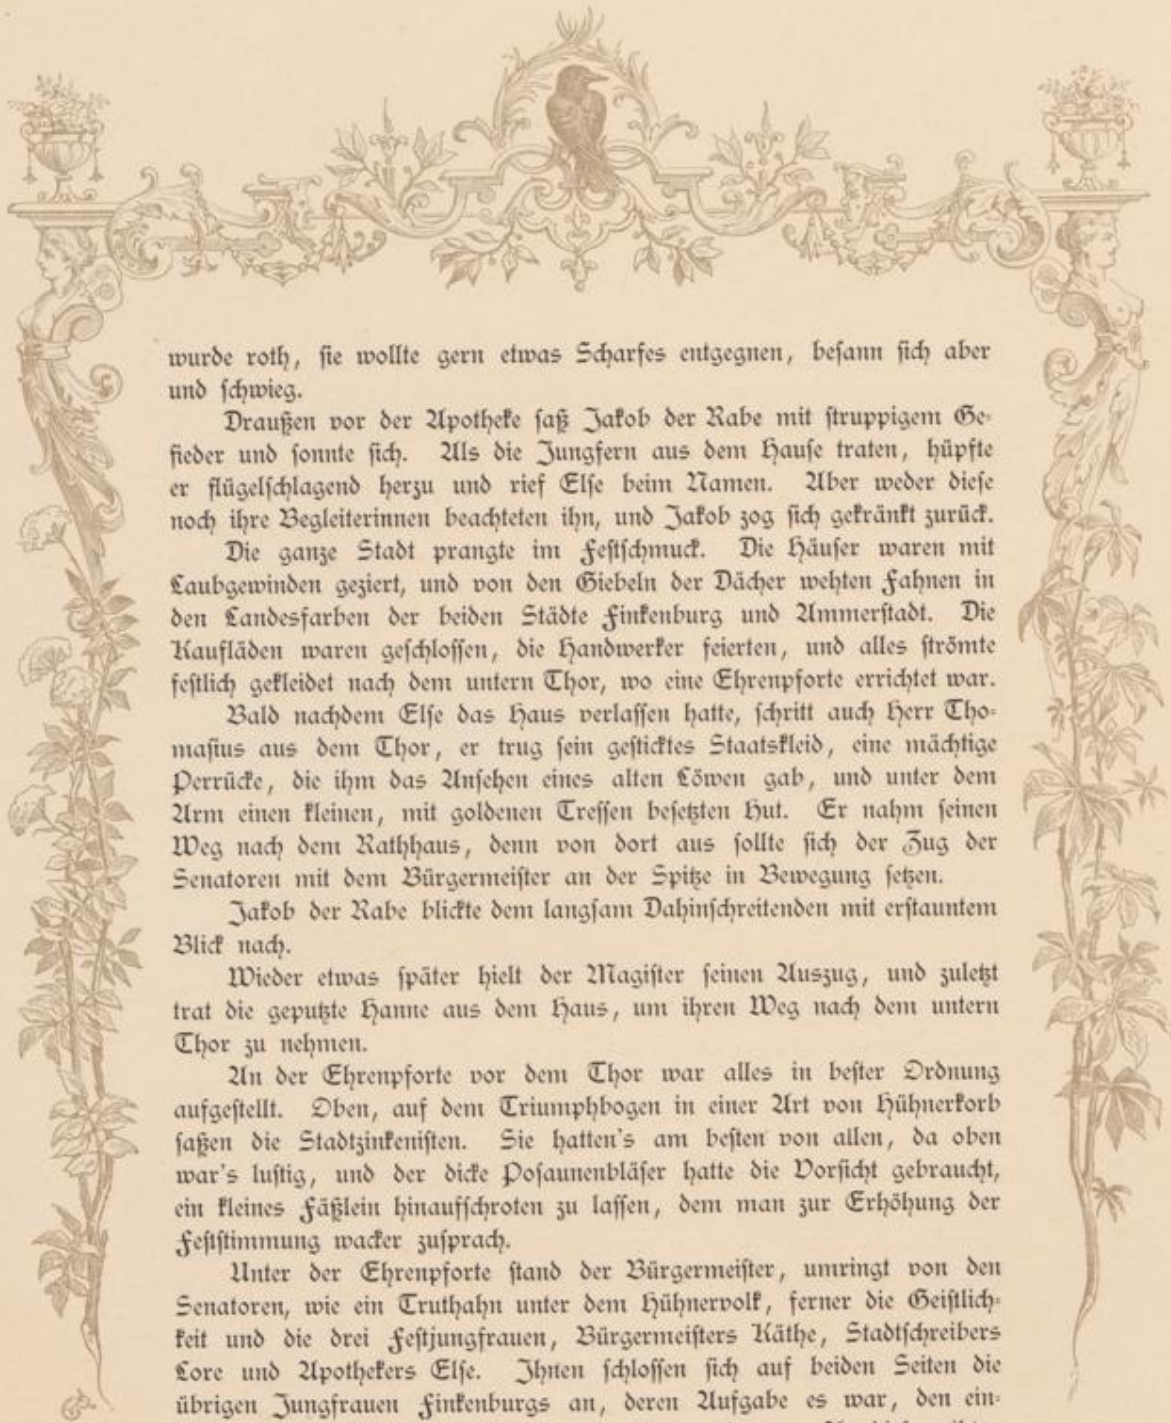 wurde roth, sie wollte gern etwas Scharfes entgegnen, besann sich aber
und schwieg.
Draußen vor der Apotheke saß Jakob der Rabe mit struppigem Ge-
fieder und sonnte sich. Als die Jungfern aus dem Hause traten, hüpfte
er flügelschlagend herzu und rief Else beim Namen. Aber weder diese
noch ihre Begleiterinnen beachteten ihn, und Jakob zog sich gekränkt zurück.
Die ganze Stadt prangte im Festschmuck. Die Häuser waren mit
Laubgewinden geziert, und von den Giebeln der Dächer wehten Fahnen in
den Landesfarben der beiden Städte Finkenburg und Ammerstadt. Die
Kaufläden waren geschlossen, die Handwerker feierten, und alles strömte
festlich gekleidet nach dem untern Thor, wo eine Ehrenpforte errichtet war.
Bald nachdem Else das Haus verlassen hatte, schritt auch Herr Tho-
masius aus dem Thor, er trug sein gesticktes Staatskleid, eine mächtige
Perrücke, die ihm das Ansehen eines alten Löwen gab, und unter dem
Arm einen kleinen, mit goldenen Tressen besetzten Hut. Er nahm seinen
Weg nach dem Rathhaus, denn von dort aus sollte sich der Zug der
Senatoren mit dem Bürgermeister an der Spitze in Bewegung setzen.
Jakob der Rabe blickte dem langsam Dahinschreitenden mit erstauntem
Blick nach.
Wieder etwas später hielt der Magister seinen Auszug, und zuletzt
trat die geputzte Hanne aus dem Haus, um ihren Weg nach dem untern
Thor zu nehmen.
An der Ehrenpforte vor dem Thor war alles in bester Ordnung
aufgestellt. Oben, auf dem Triumphbogen in einer Art von Hühnerkorb
saßen die Stadtzinkenisten. Sie hatten's am besten von allen, da oben
war's lustig, und der dicke Posaunenbläser hatte die Vorsicht gebraucht,
ein kleines Fäßlein hinaufschroten zu lassen, dem man zur Erhöhung der
Feststimmung wacker zusprach.
Unter der Ehrenpforte stand der Bürgermeister, umringt von den
Senatoren, wie ein Truthahn unter dem Hühnervolk, ferner die Geistlich-
keit und die drei Festjungfrauen, Bürgermeisters Käthe, Stadtschreibers
Lore und Apothekers Else. Ihnen schlossen sich auf beiden Seiten die
übrigen Jungfrauen Finkenburgs an, deren Aufgabe es war, den ein-